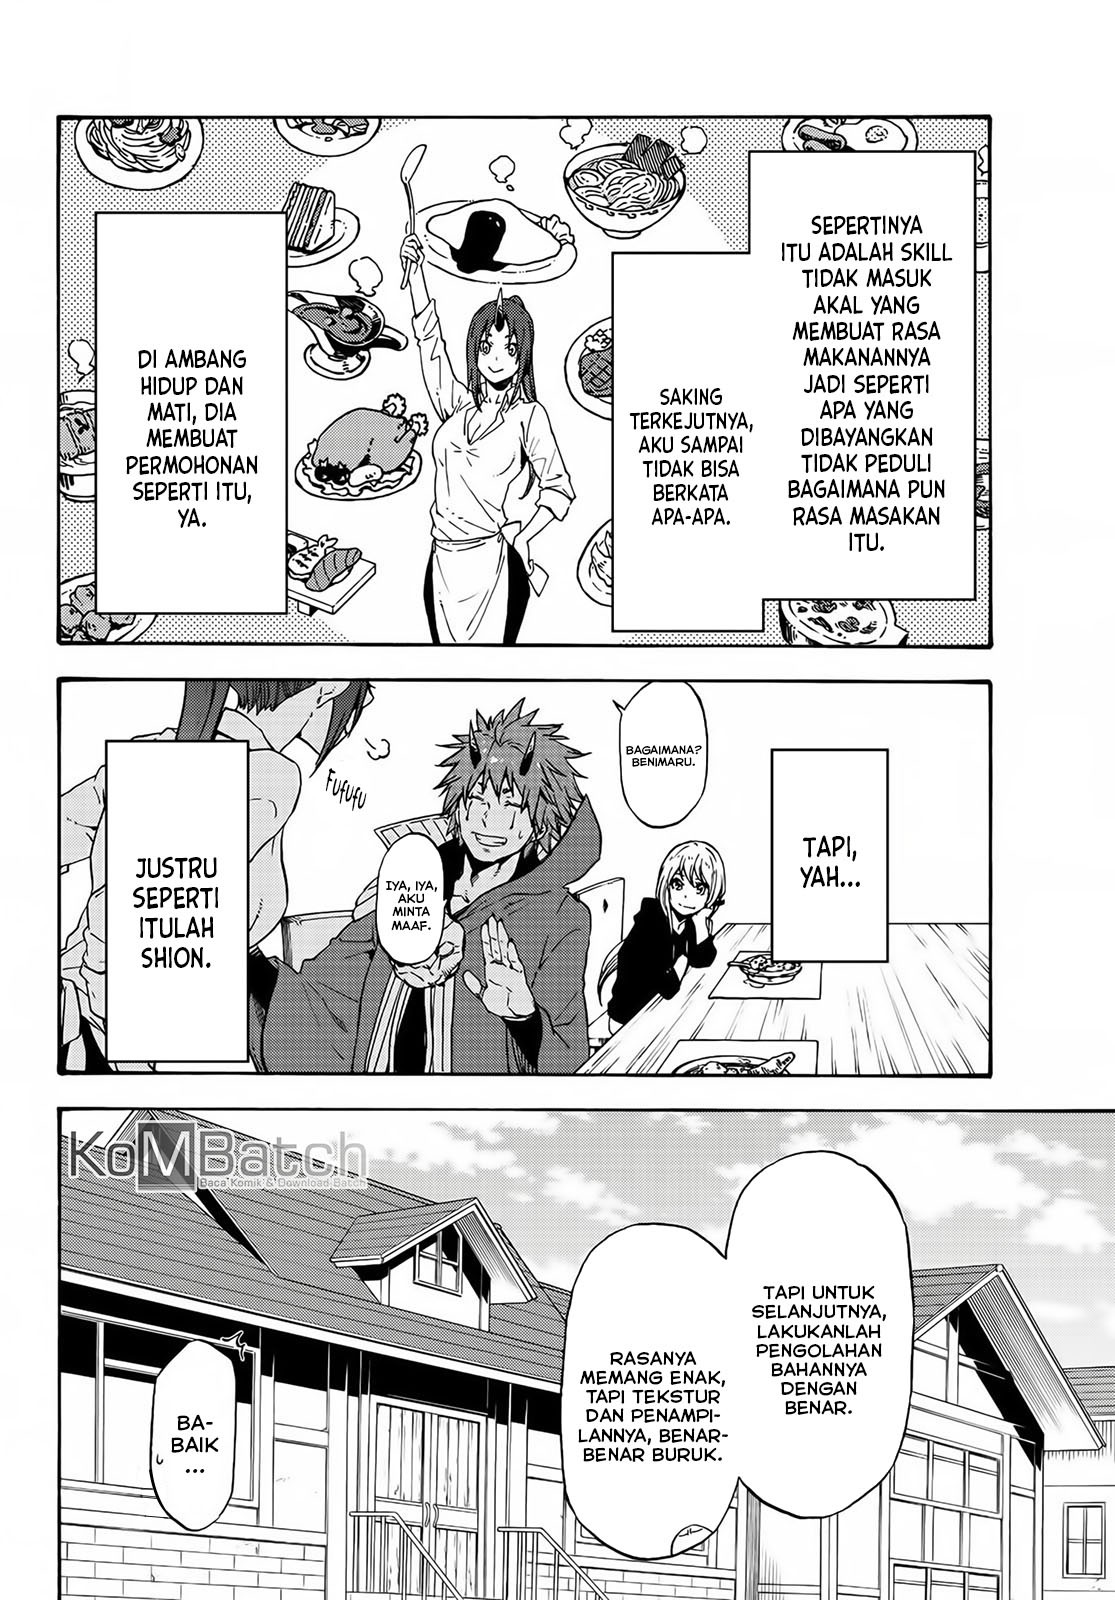 SEPERTINYA
ITU ADALAH SKILL
TIDAK MASUK
AKAL YANG
MEMBUAT RASA
MAKANANNYA
JADI SEPERTI
APA YANG
DIBAYANGKAN
TIDAK PEDULI
BAGAIMANA PUN
RASA MASAKAN
ITU.
SAKING
TERKEJUTNYA,
AKU SAMPAI
TIDAK BISA
BERKATA
APA-APA.
DI AMBANG
HIDUP DAN
MATI, DIA
MEMBUAT
PERMOHONAN
SEPERTI ITU,
YA.
TAPI,
YAH...
BAGAIMANA?
BENIMARU.
IYA, IYA,
AKU
MINTA
MAAF.
FUFUFU
JUSTRU
SEPERTI
ITULAH
SHION.
KoMBatch
Baca Komik & Download Batch
TAPI UNTUK
SELANJUTNYA,
LAKUKANLAH
PENGOLAHAN
BAHANNYA
DENGAN
BENAR.
RASANYA
MEMANG ENAK,
TAPI TEKSTUR
DAN PENAMPI-
LANNYA, BENAR-
BENAR BURUK.
BA-
BAIK
...